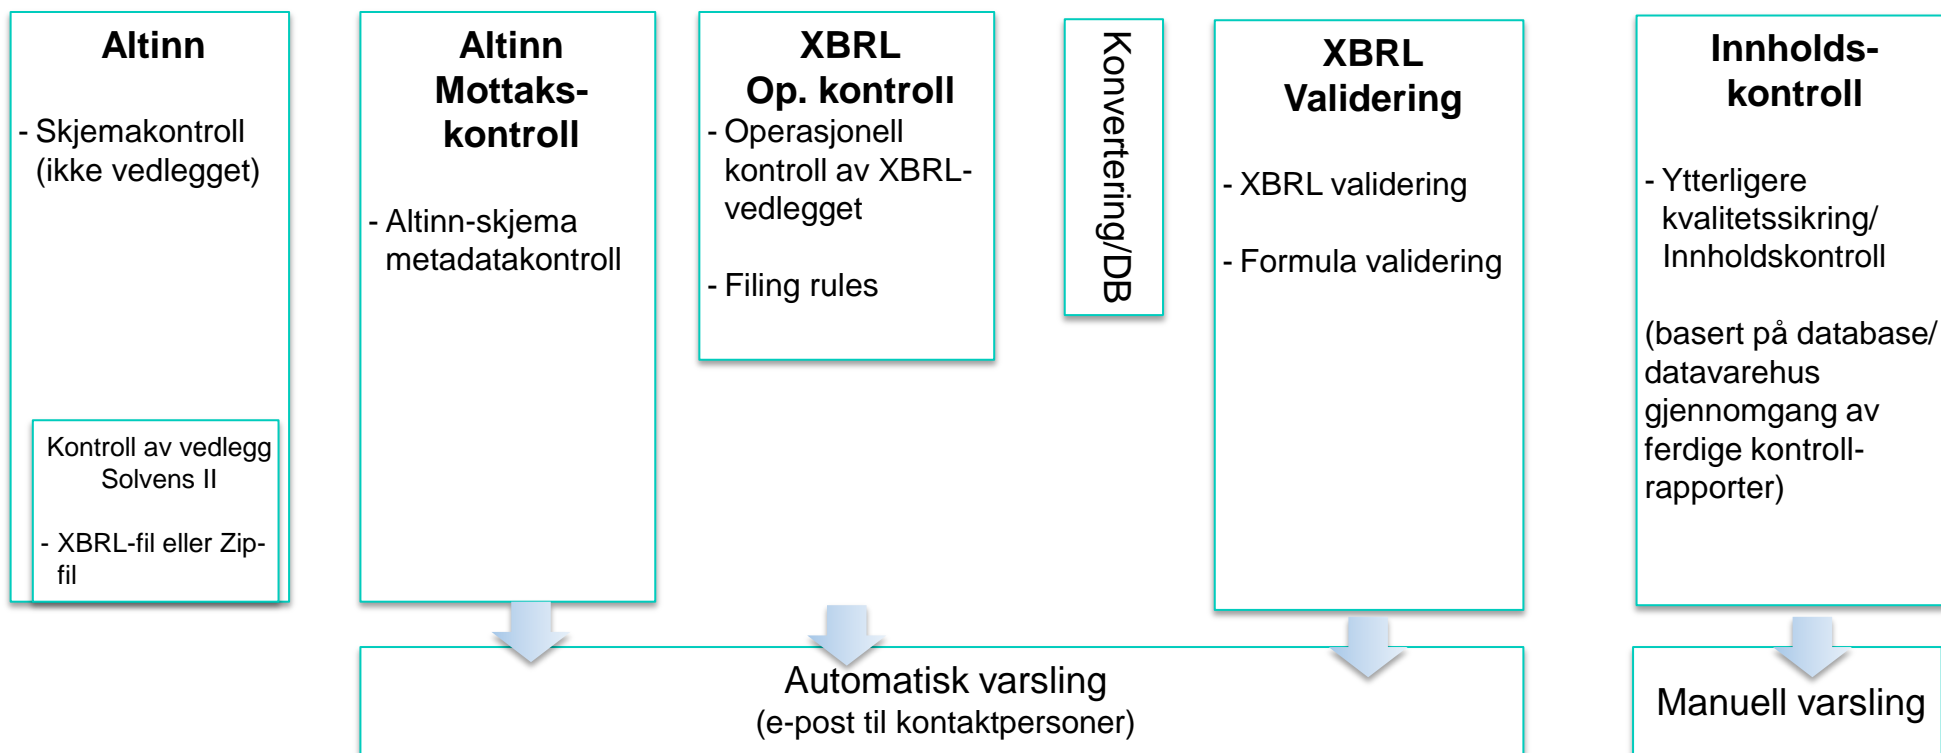 Altinn
- Skjemakontroll
(ikke vedlegget)
Kontroll av vedlegg
Solvens II
- XBRL-fil eller Zip-
fil
Altinn
Mottaks-
kontroll
- Altinn-skjema
metadatakontroll
XBRL
Op. kontroll
- Operasjonell
kontroll av XBRL-
vedlegget
- Filing rules
Konvertering/DB
XBRL
Validering
- XBRL validering
- Formula validering
Innholds-
kontroll
- Ytterligere
kvalitetssikring/
Innholdskontroll
(basert på database/
datavarehus
gjennomgang av
ferdige kontroll-
rapporter)
Automatisk varsling
(e-post til kontaktpersoner)
Manuell varsling